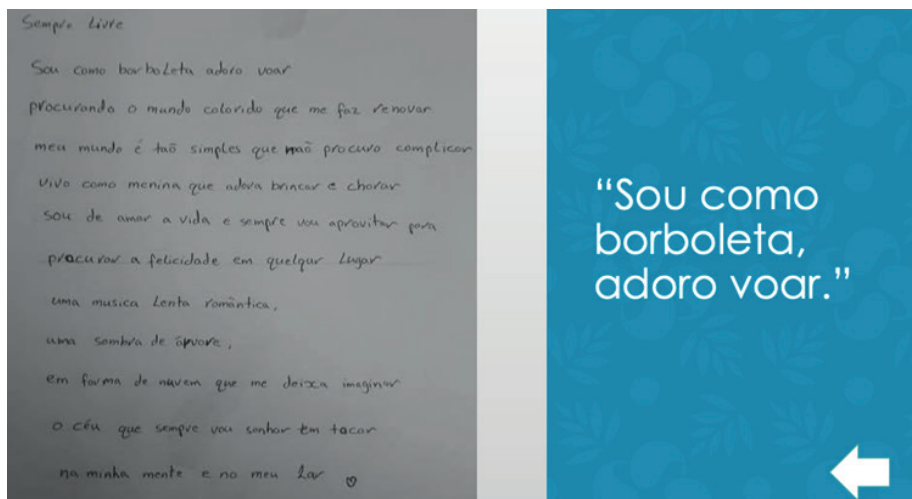 Sempre Livre
Sou como borboleta adoro voar
procurando o mundo colorido que me faz renovar
meu mundo é taõ simples que naõ procuro complicar
vivo como menina que adora brincar e chorar
sou de amar a vida e sempre vou aprovitar para
procurar a felicidade em quelqur Lugar
uma musica Lenta romântica,
uma sombra de árvore,
em forma de nuvem que me deixa imaginar
o céu que sempre vou sonhar em tocar
na minha mente e no meu Lar
“Sou como
borboleta,
adoro voar.”